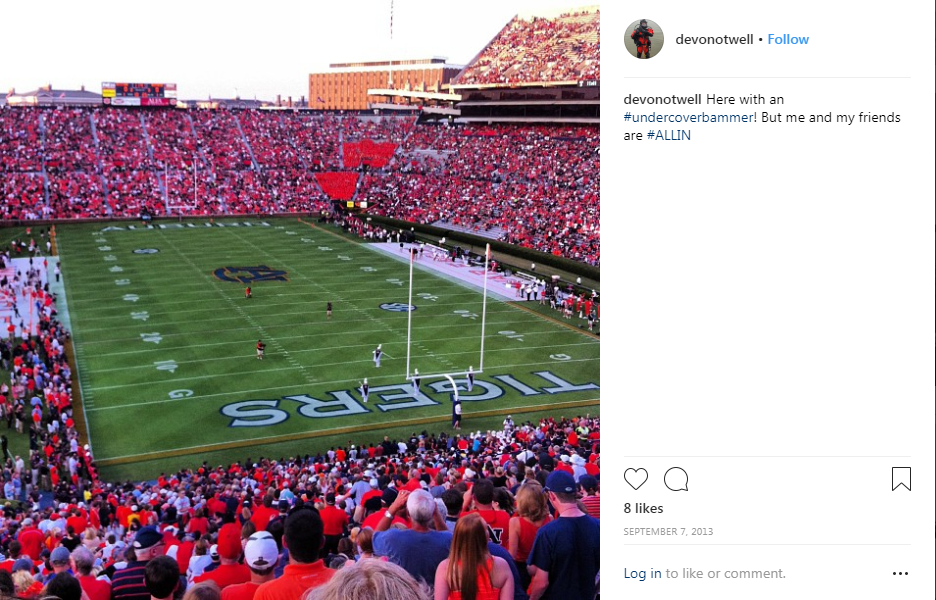 devonotwell • Follow
devonotwell Here with an
#undercoverbammer! But me and my friends
are #ALLIN
TIGERS
8 likes
SEPTEMBER 7, 2013
Log in to like or comment.